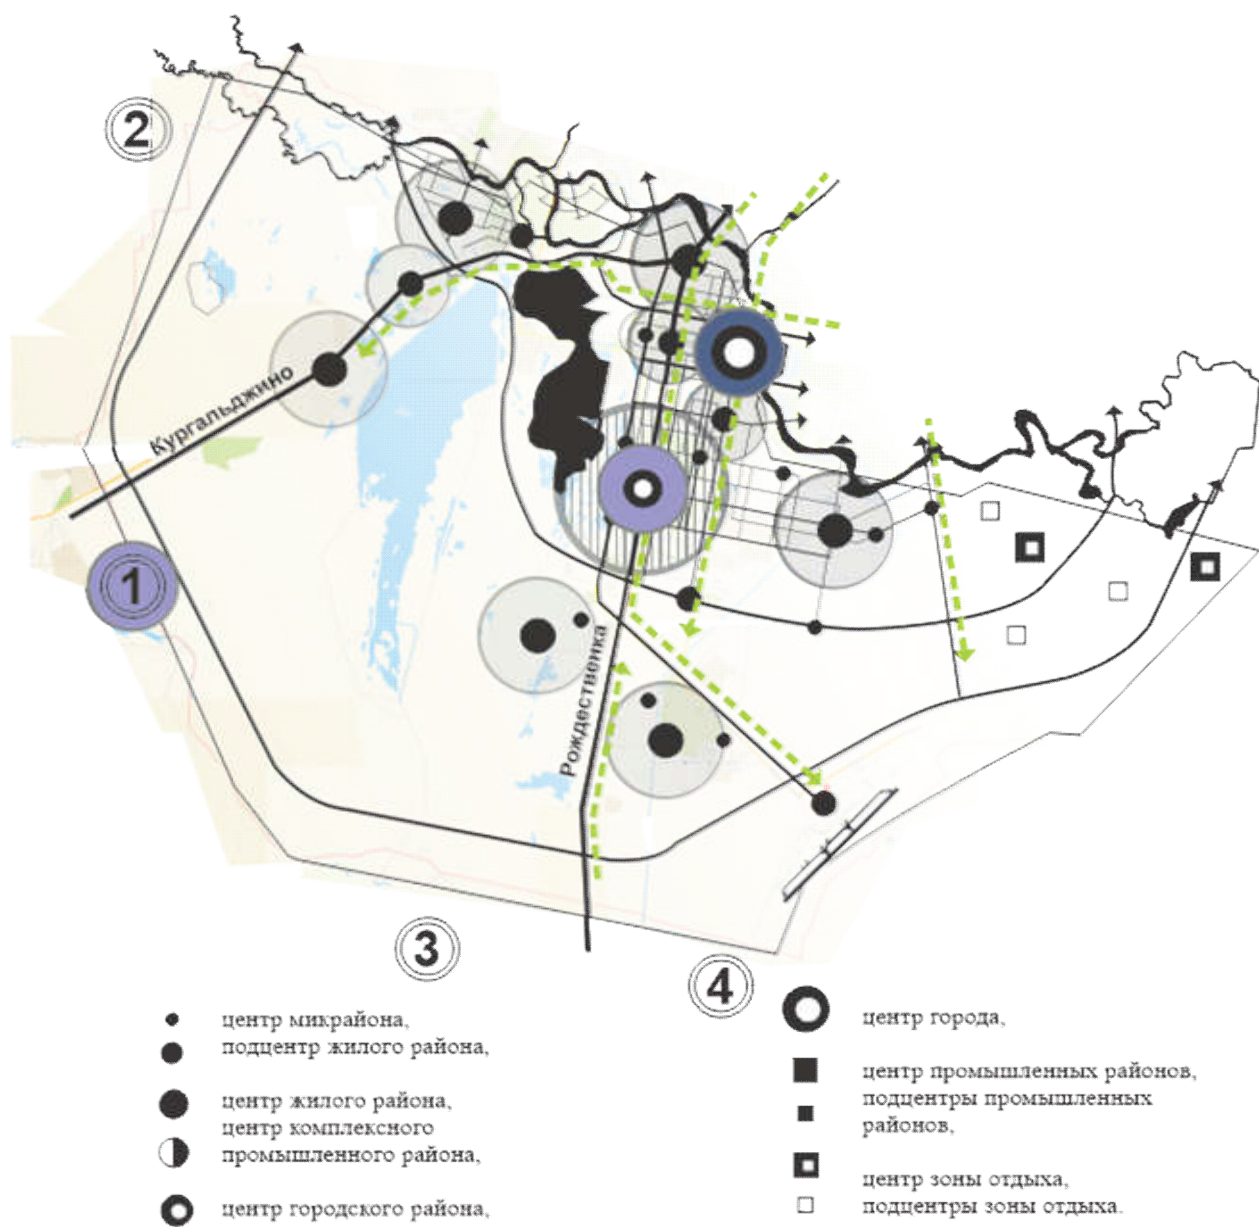 2
Кургальджино
1
Рождественка
3
4
центр микрайона,
подцентр жилого района,
центр жилого района,
центр комплексного
промышленного района,
центр городского района,
центр города,
центр промышленных районов,
подцентры промышленных
районов,
центр зоны отдыха,
подцентры зоны отдыха.